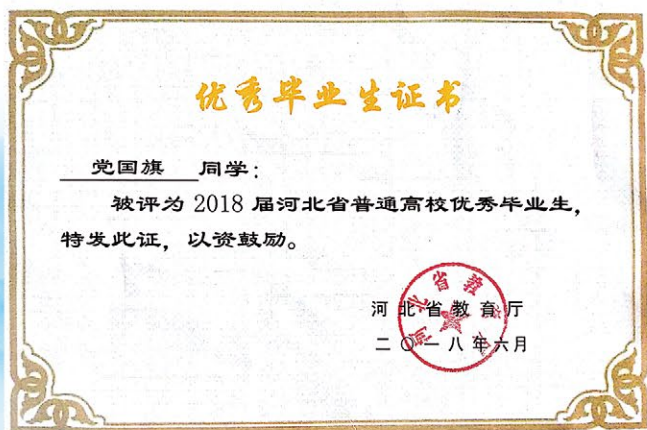 优秀毕业生证书
党国旗 同学：
被评为 2018 届河北省普通高校优秀毕业生，
特发此证，以资鼓励。
河北省教育厅
二〇一八年六月